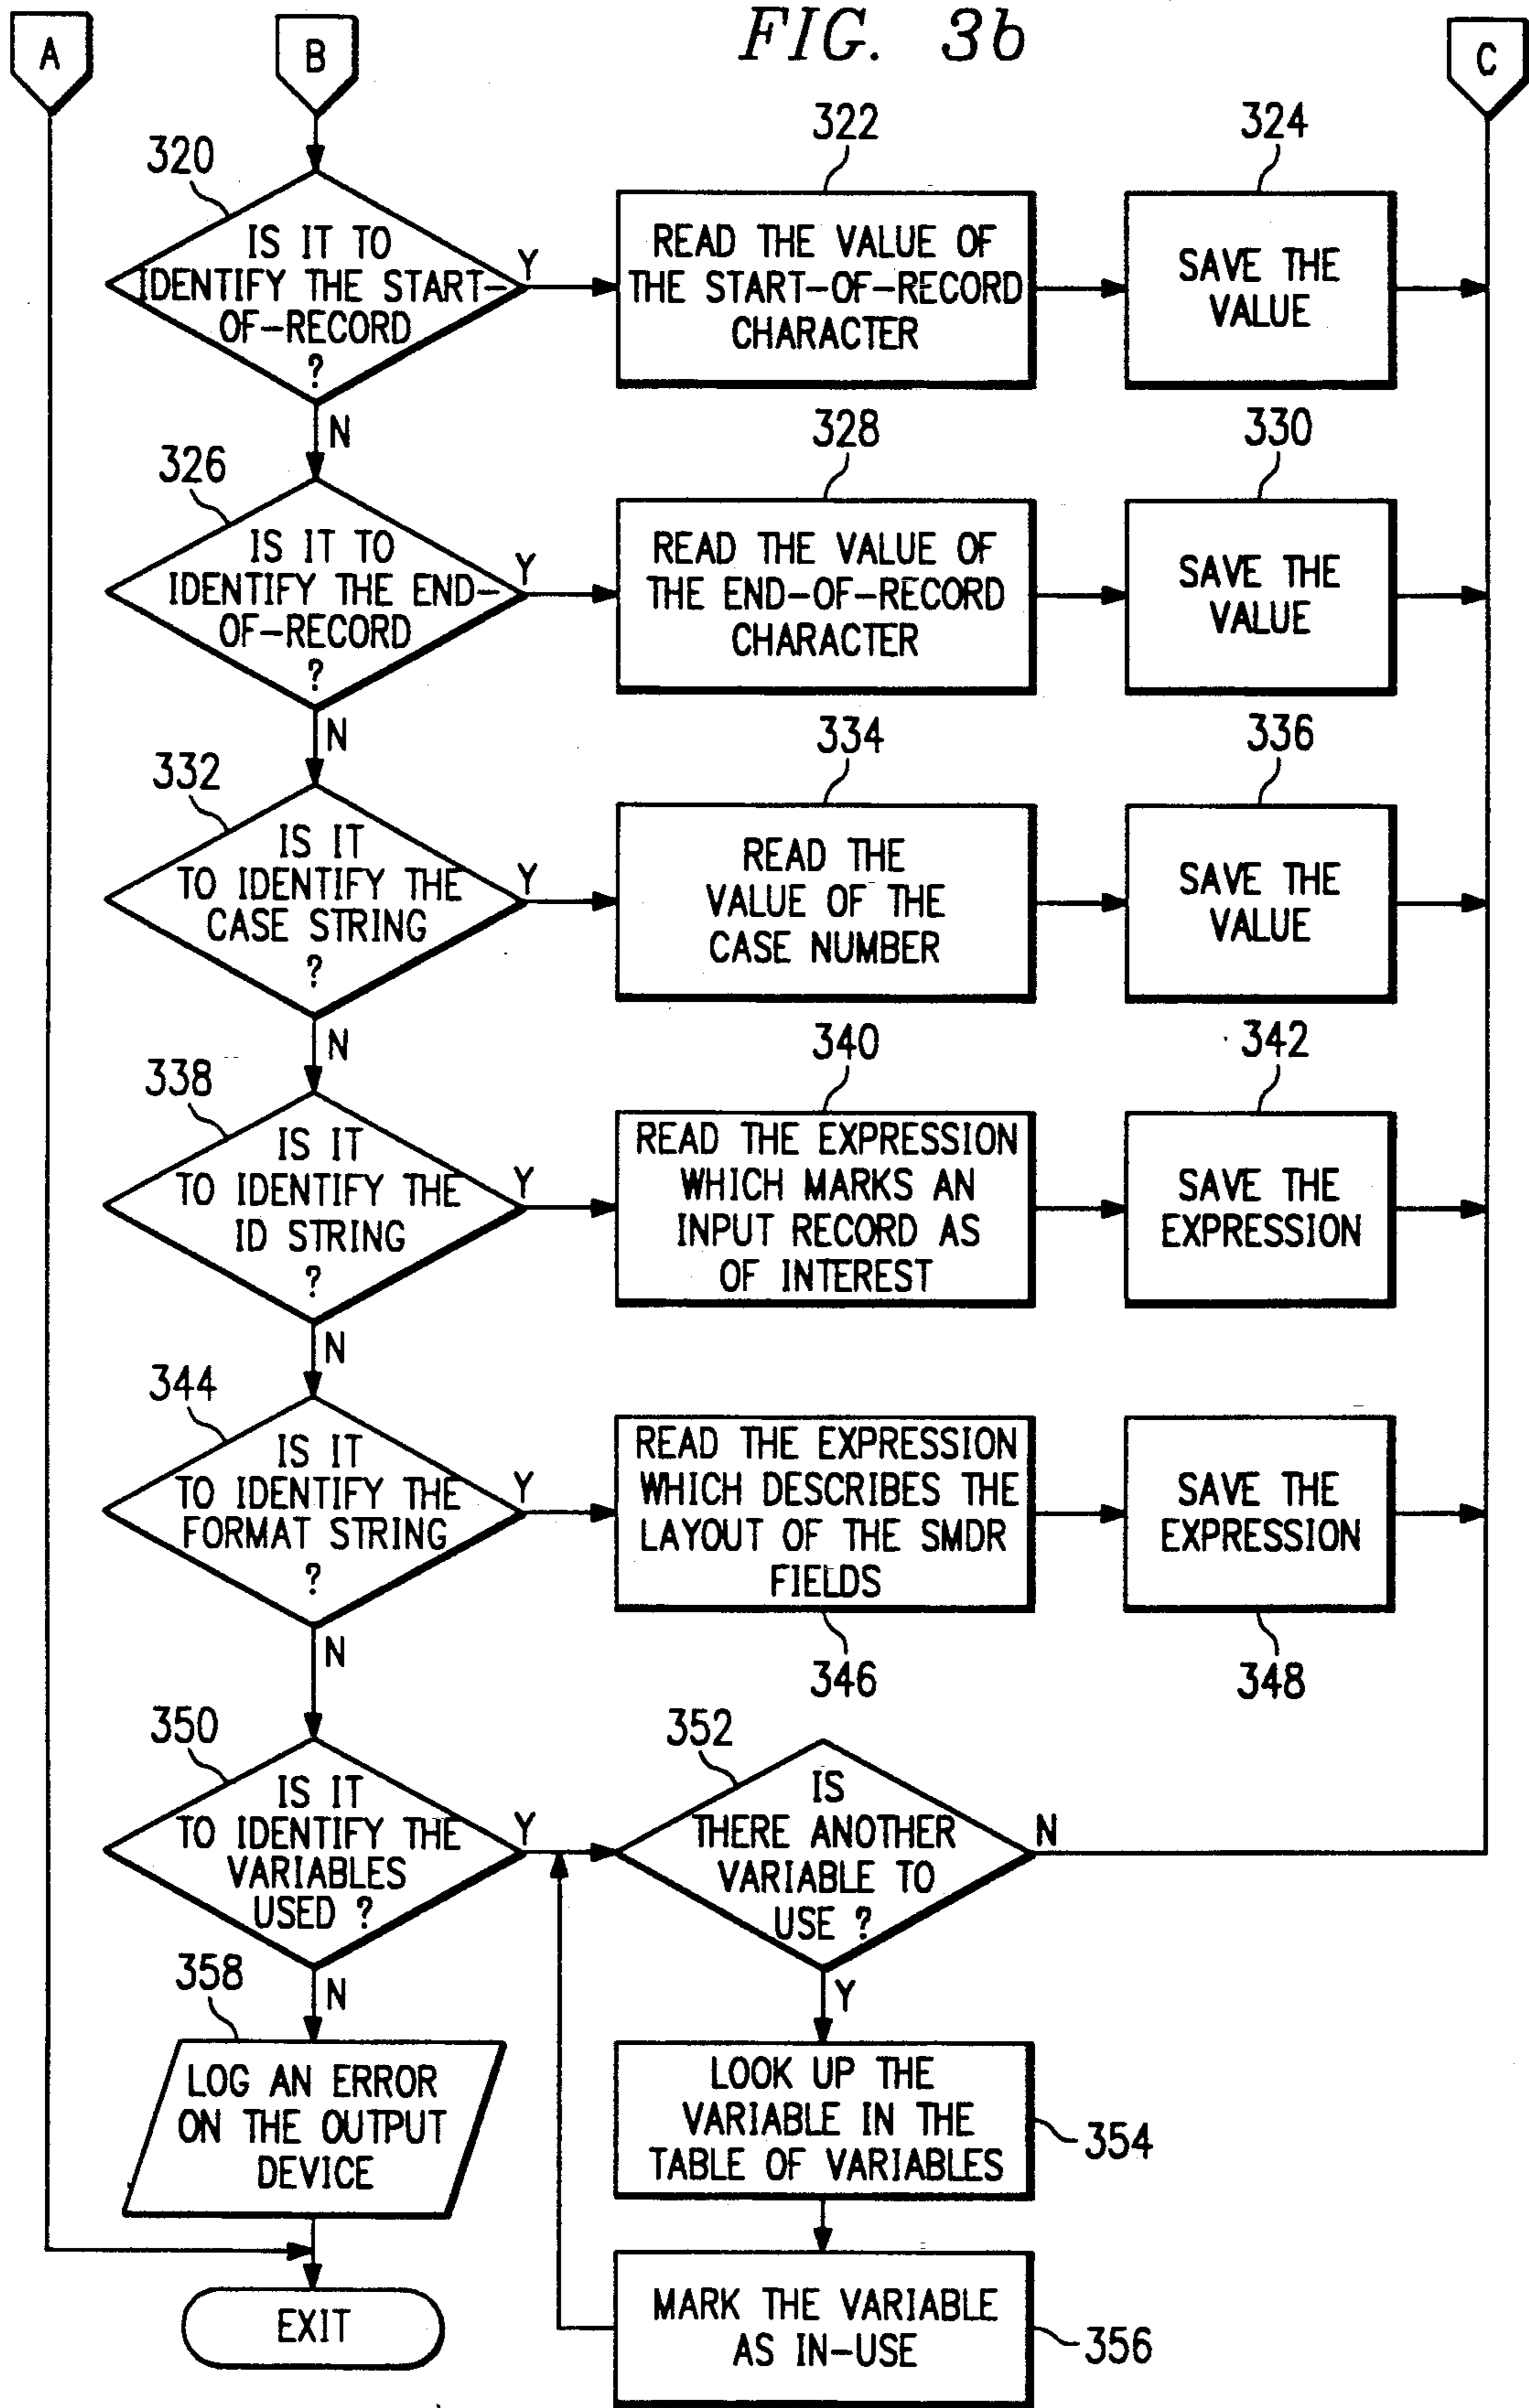 FIG. 3b
A
B
C
320
IS IT TO
IDENTIFY THE START-
OF-RECORD
?
Y
N
322
READ THE VALUE OF
THE START-OF-RECORD
CHARACTER
324
SAVE THE
VALUE
326
IS IT TO
IDENTIFY THE END-
OF-RECORD
?
Y
N
328
READ THE VALUE OF
THE END-OF-RECORD
CHARACTER
330
SAVE THE
VALUE
332
IS IT
TO IDENTIFY THE
CASE STRING
?
Y
N
334
READ THE
VALUE OF THE
CASE NUMBER
336
SAVE THE
VALUE
338
IS IT
TO IDENTIFY THE
ID STRING
?
Y
N
340
READ THE EXPRESSION
WHICH MARKS AN
INPUT RECORD AS
OF INTEREST
342
SAVE THE
EXPRESSION
344
IS IT
TO IDENTIFY THE
FORMAT STRING
?
Y
N
READ THE EXPRESSION
WHICH DESCRIBES THE
LAYOUT OF THE SMDR
FIELDS
346
SAVE THE
EXPRESSION
348
350
IS IT
TO IDENTIFY THE
VARIABLES
USED ?
Y
N
352
IS
THERE ANOTHER
VARIABLE TO
USE ?
N
Y
358
LOG AN ERROR
ON THE OUTPUT
DEVICE
LOOK UP THE
VARIABLE IN THE
TABLE OF VARIABLES
354
EXIT
MARK THE VARIABLE
AS IN-USE
356